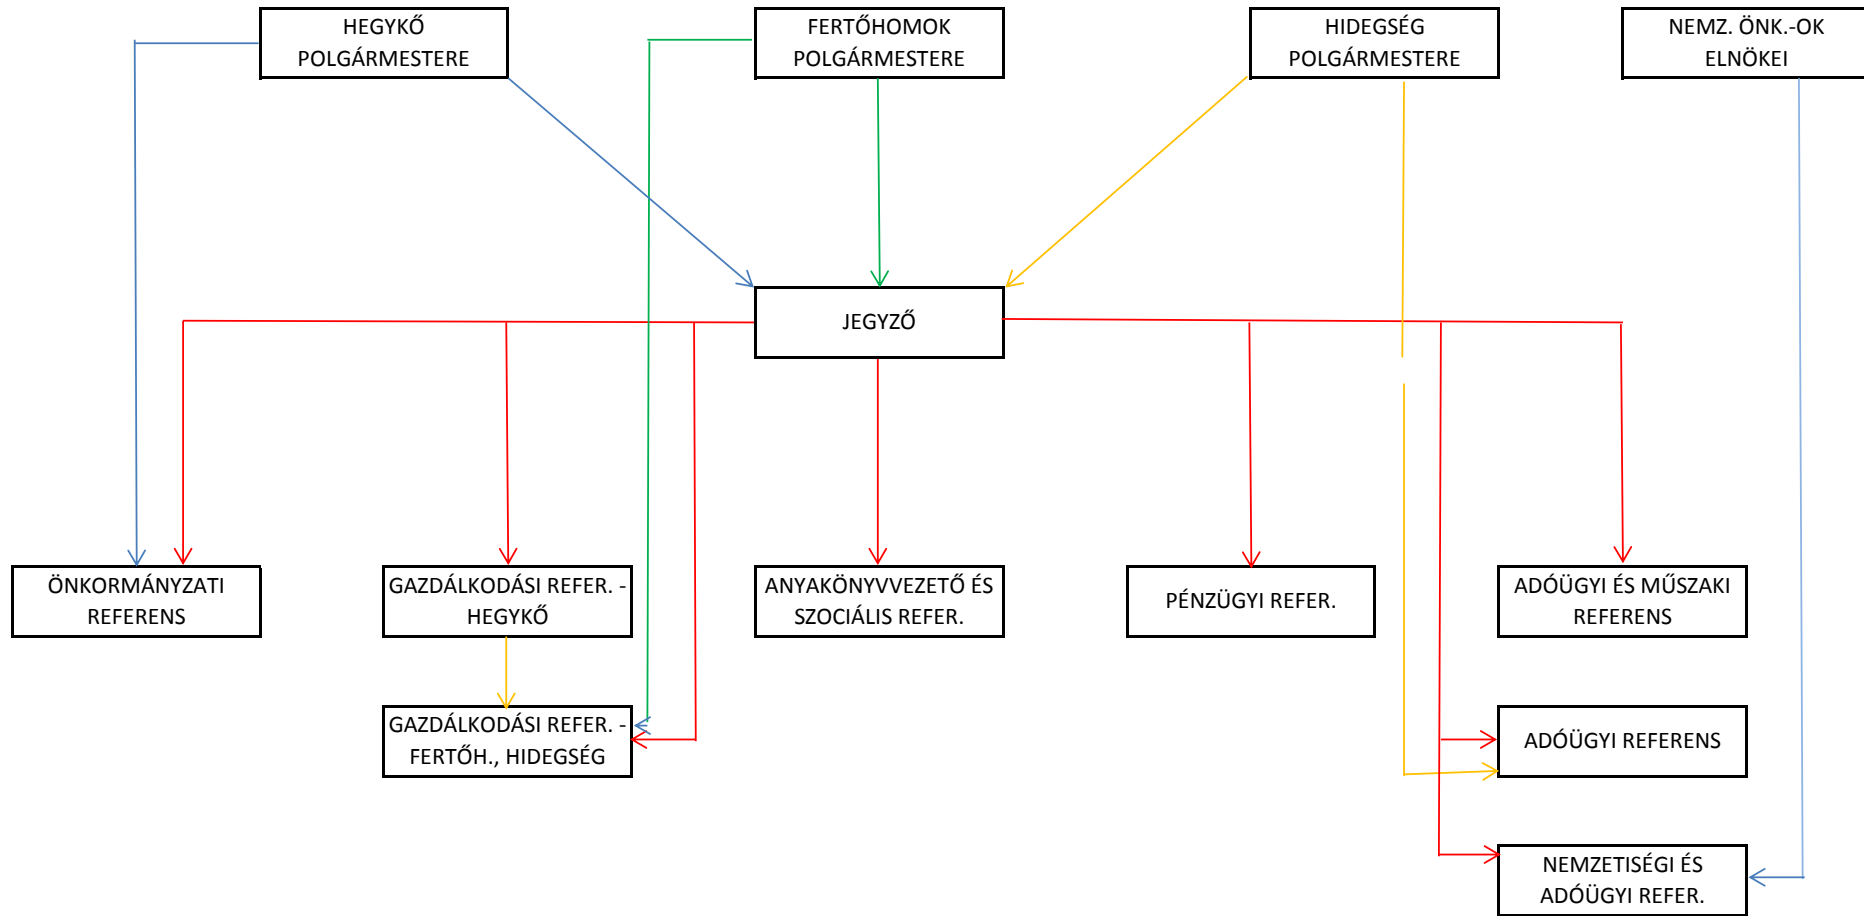 HEGYKŐ
POLGÁRMESTERE
FERTŐHOMOK
POLGÁRMESTERE
HIDEGSÉG
POLGÁRMESTERE
NEMZ. ÖNK.-OK
ELNÖKEI
JEGYZŐ
ÖNKORMÁNYZATI
REFERENS
GAZDÁLKODÁSI REFER. -
HEGYKŐ
ANYAKÖNYVVEZETŐ ÉS
SZOCIÁLIS REFER.
PÉNZÜGYI REFER.
ADÓÜGYI ÉS MŰSZAKI
REFERENS
GAZDÁLKODÁSI REFER. -
FERTŐH., HIDEGSÉG
ADÓÜGYI REFERENS
NEMZETISÉGI ÉS
ADÓÜGYI REFER.